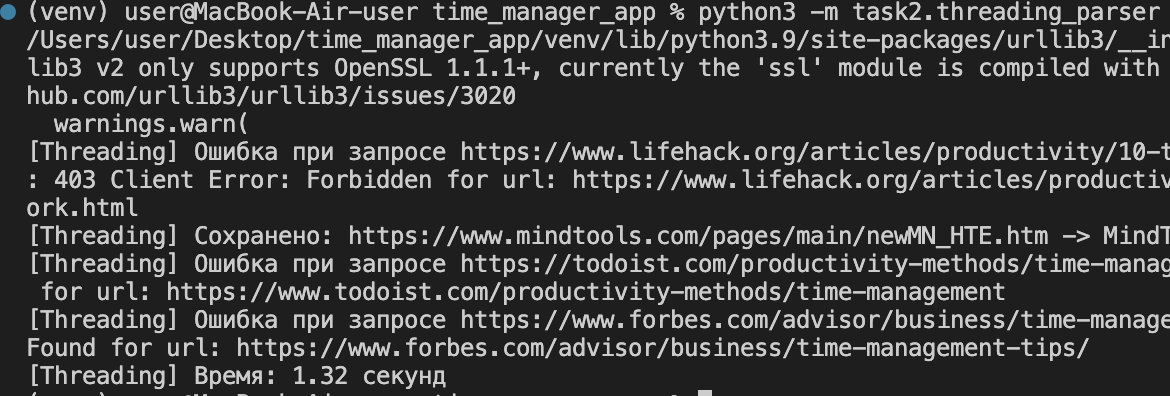 (venv) user@MacBook-Air-user time_manager_app % python3 -m task2.threading_parser
/Users/user/Desktop/time_manager_app/venv/lib/python3.9/site-packages/urllib3/__in
lib3 v2 only supports OpenSSL 1.1.1+, currently the 'ssl' module is compiled with
hub.com/urllib3/urllib3/issues/3020
  warnings.warn(
[Threading] Ошибка при запросе https://www.lifehack.org/articles/productivity/10-t
: 403 Client Error: Forbidden for url: https://www.lifehack.org/articles/productiv
ork.html
[Threading] Сохранено: https://www.mindtools.com/pages/main/newMN_HTE.htm -> MindT
[Threading] Ошибка при запросе https://todoist.com/productivity-methods/time-manag
 for url: https://www.todoist.com/productivity-methods/time-management
[Threading] Ошибка при запросе https://www.forbes.com/advisor/business/time-manage
Found for url: https://www.forbes.com/advisor/business/time-management-tips/
[Threading] Время: 1.32 секунд